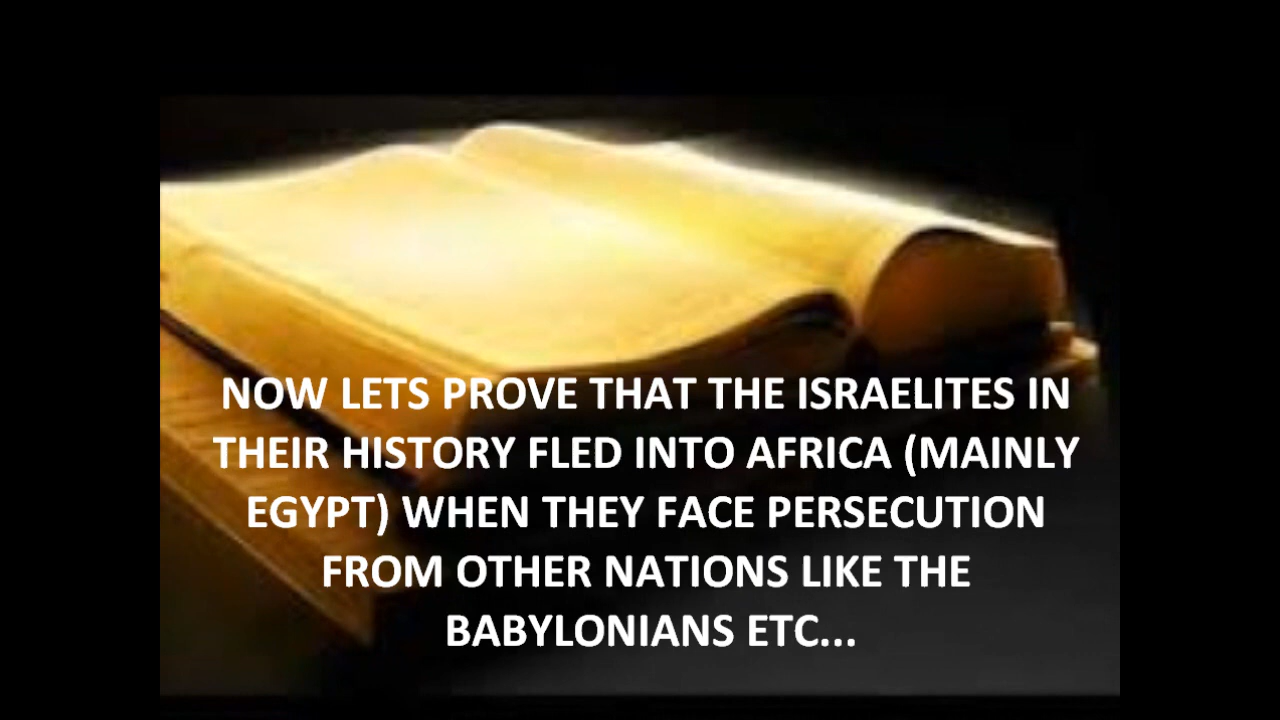 NOW LETS PROVE THAT THE ISRAELITES IN
THEIR HISTORY FLED INTO AFRICA (MAINLY
EGYPT) WHEN THEY FACE PERSECUTION
FROM OTHER NATIONS LIKE THE
BABYLONIANS ETC...